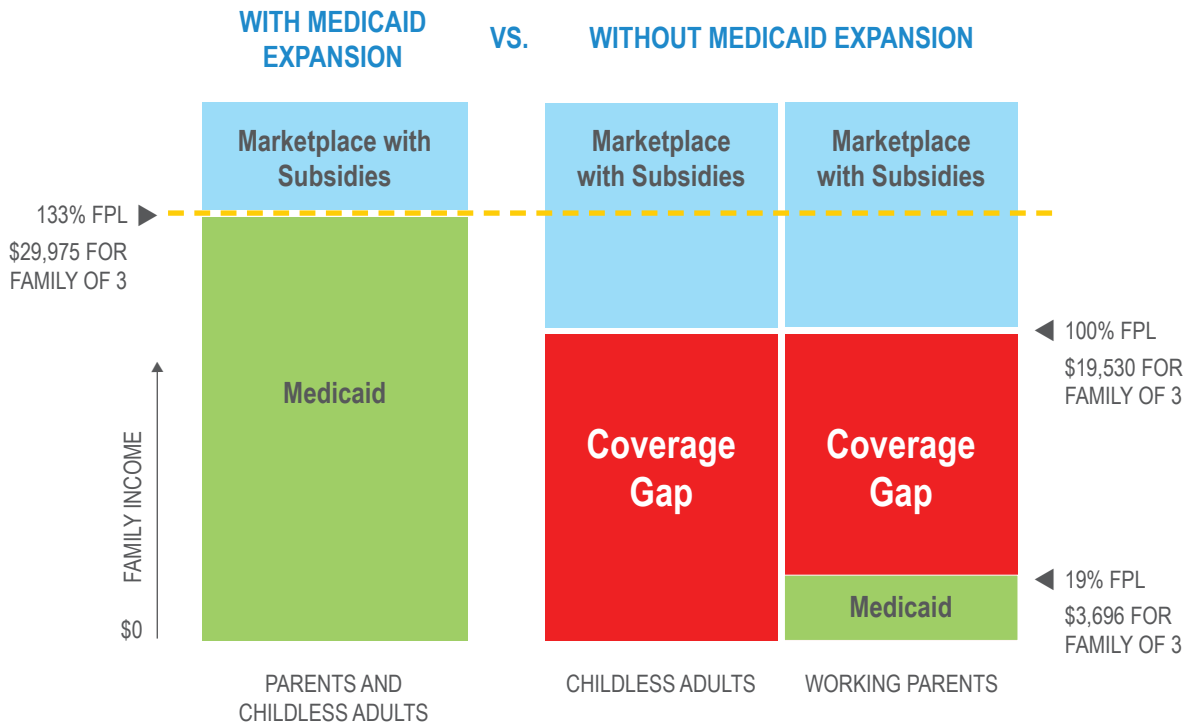 WITH MEDICAID
EXPANSION
VS.
WITHOUT MEDICAID EXPANSION
Marketplace with
Subsidies
Marketplace
with Subsidies
Marketplace
with Subsidies
133% FPL
$29,975 FOR
FAMILY OF 3
100% FPL
$19,530 FOR
FAMILY OF 3
Medicaid
Coverage
Gap
Coverage
Gap
FAMILY INCOME
$0
19% FPL
$3,696 FOR
FAMILY OF 3
Medicaid
PARENTS AND
CHILDLESS ADULTS
CHILDLESS ADULTS
WORKING PARENTS